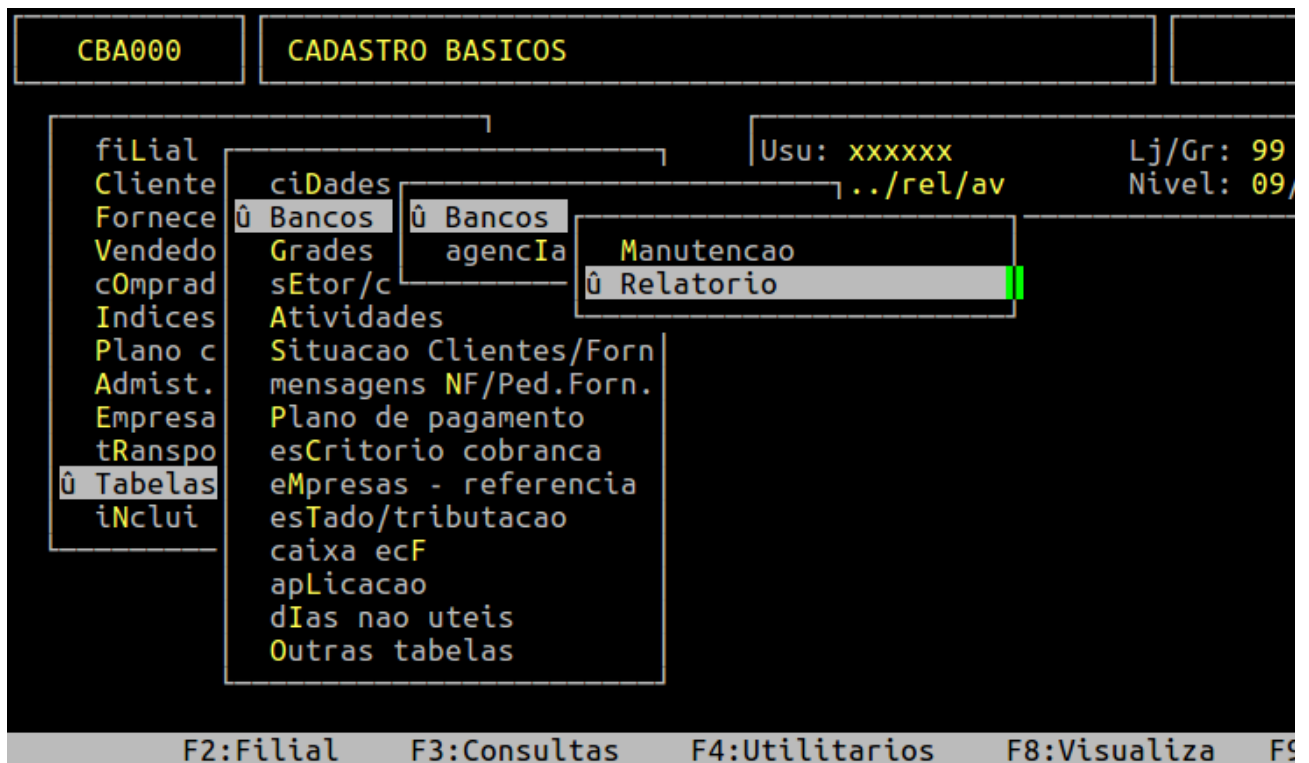 CBA000 CADASTRO BASICOS
fiLial Usu: xxxxxx Lj/Gr: 99
Cliente ciDades ../rel/av Nivel: 09/
Fornece û Bancos û Bancos
Vendedo Grades agencIa Manutencao
cOmprad sEtor/c û Relatorio
Indices Atividades
Plano c Situacao Clientes/Forn
Admist. mensagens NF/Ped.Forn.
Empresa Plano de pagamento
tRanspo esCritorio cobranca
û Tabelas eMpresas - referencia
iNclui esTado/tributacao
caixa ecF
apLicacao
dIas nao uteis
Outras tabelas
F2:Filial F3:Consultas F4:Utilitarios F8:Visualiza F9